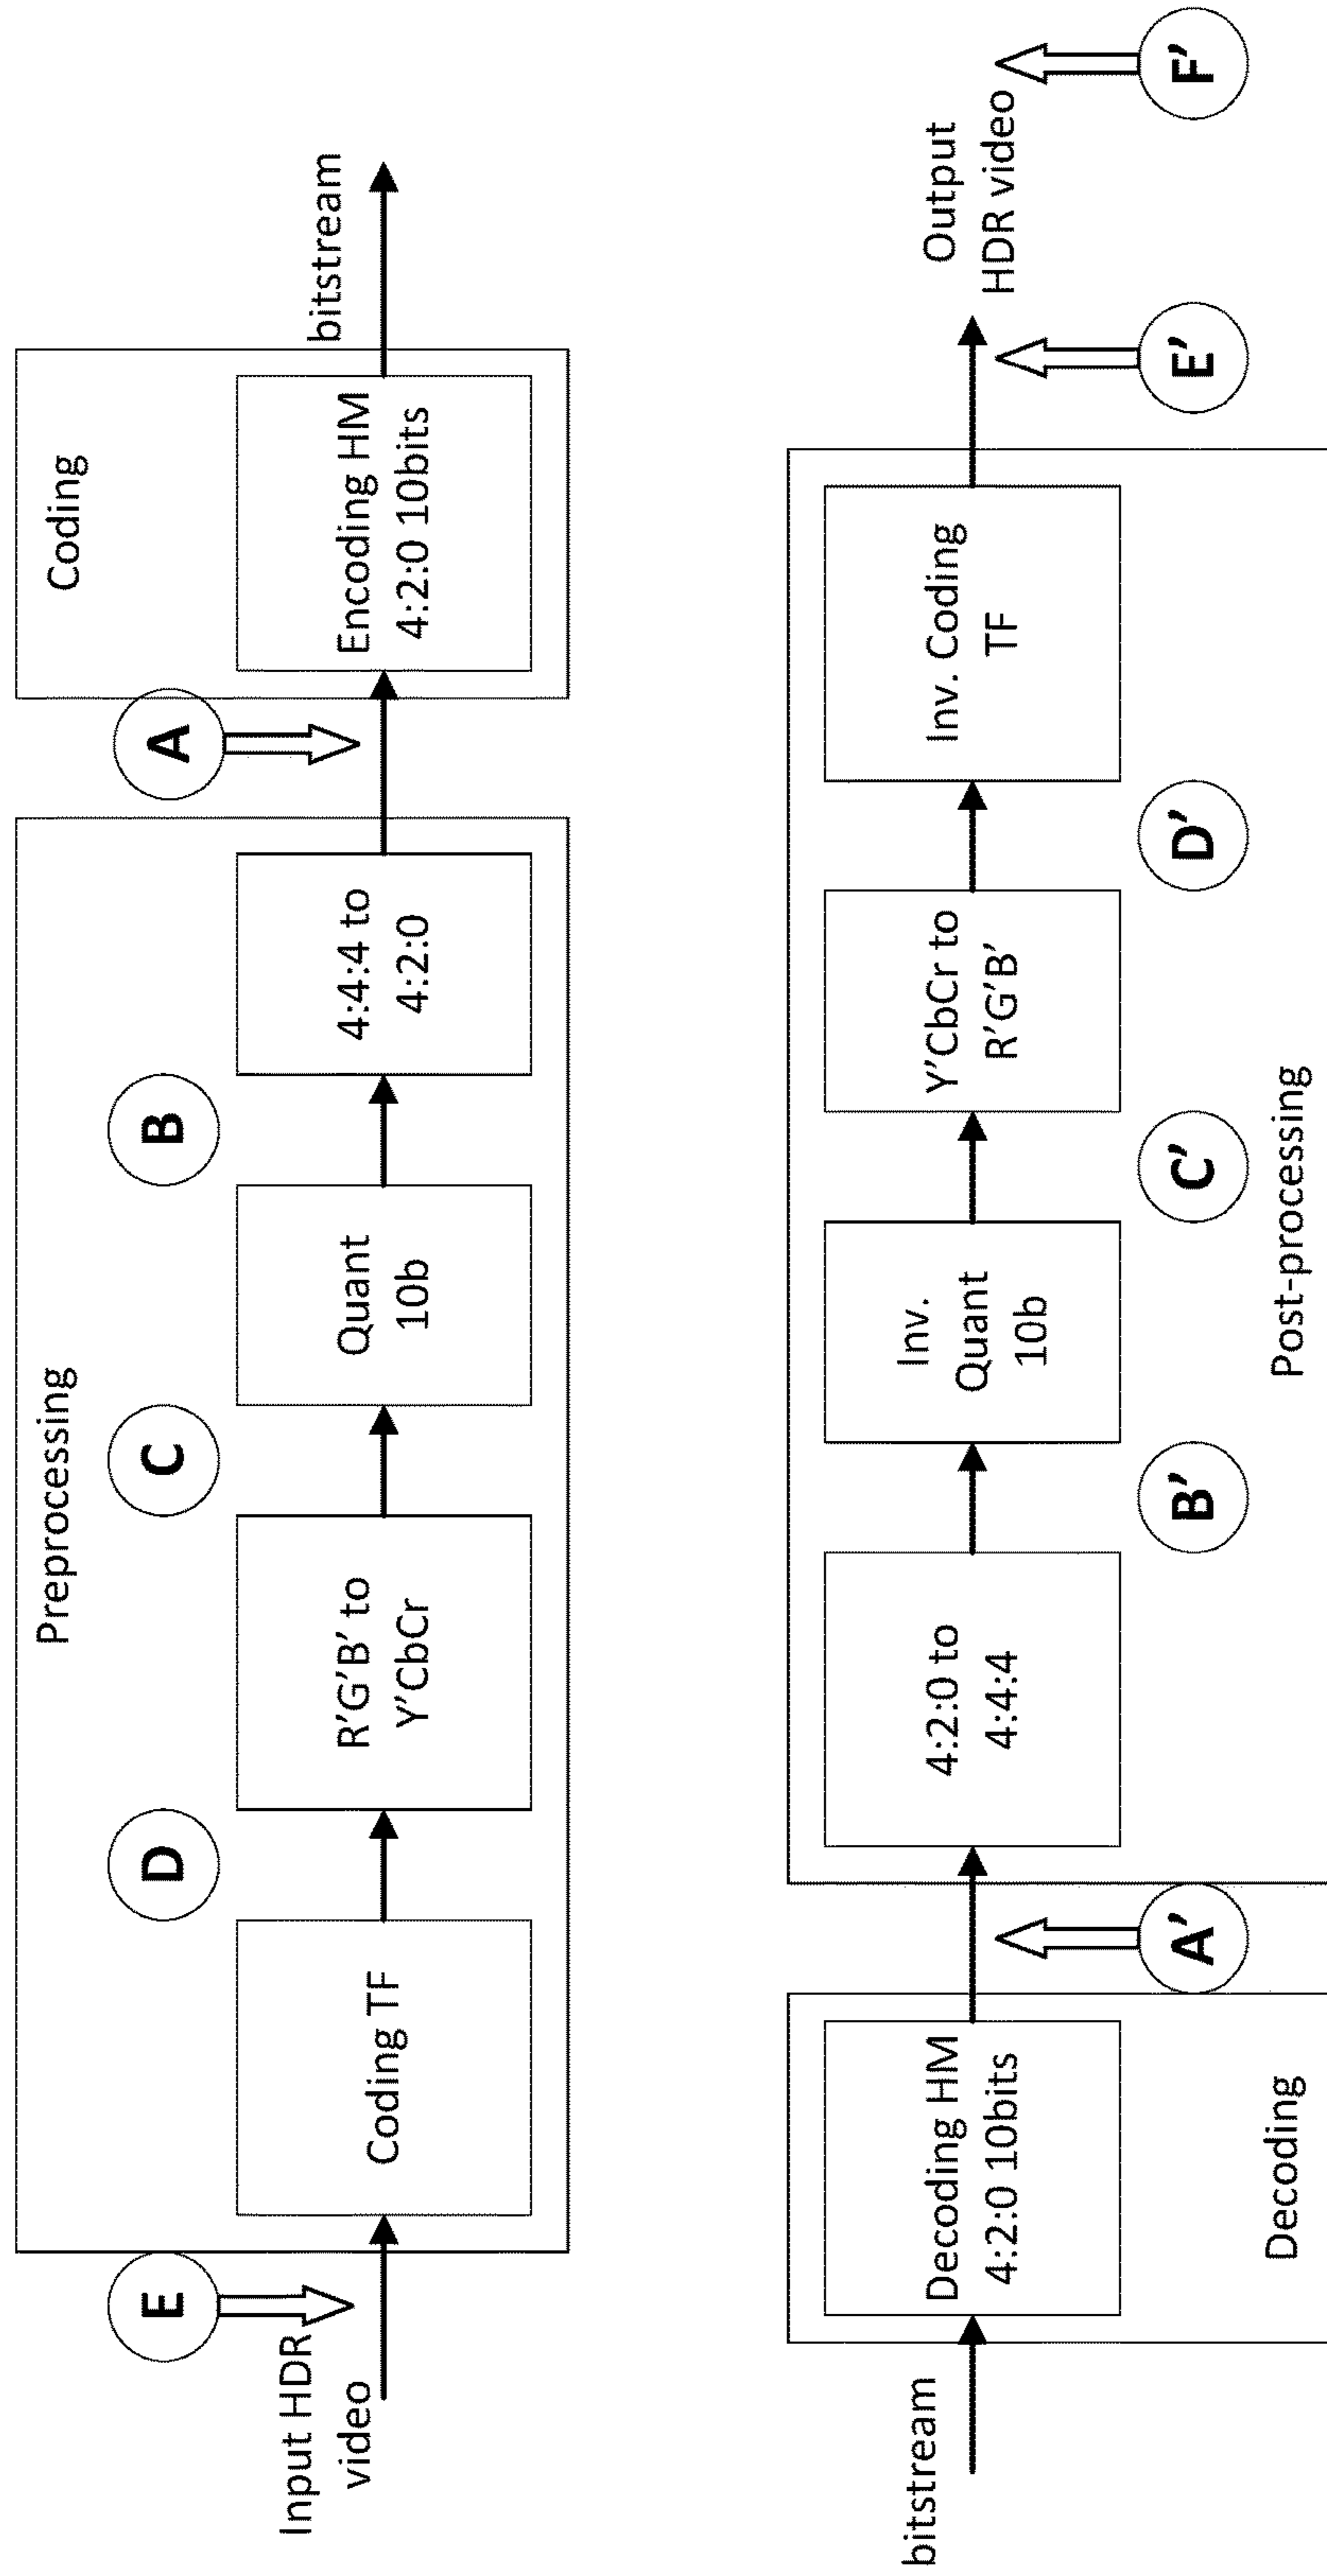 Preprocessing
Coding
E
D
C
B
A
Input HDR
video
Coding TF
R'G'B' to
Y'CbCr
Quant
10b
4:4:4 to
4:2:0
Encoding HM
4:2:0 10bits
bitstream
bitstream
Decoding HM
4:2:0 10bits
4:2:0 to
4:4:4
Inv.
Quant
10b
Y'CbCr to
R'G'B'
Inv. Coding
TF
Output
HDR video
A'
B'
C'
D'
E'
F'
Decoding
Post-processing